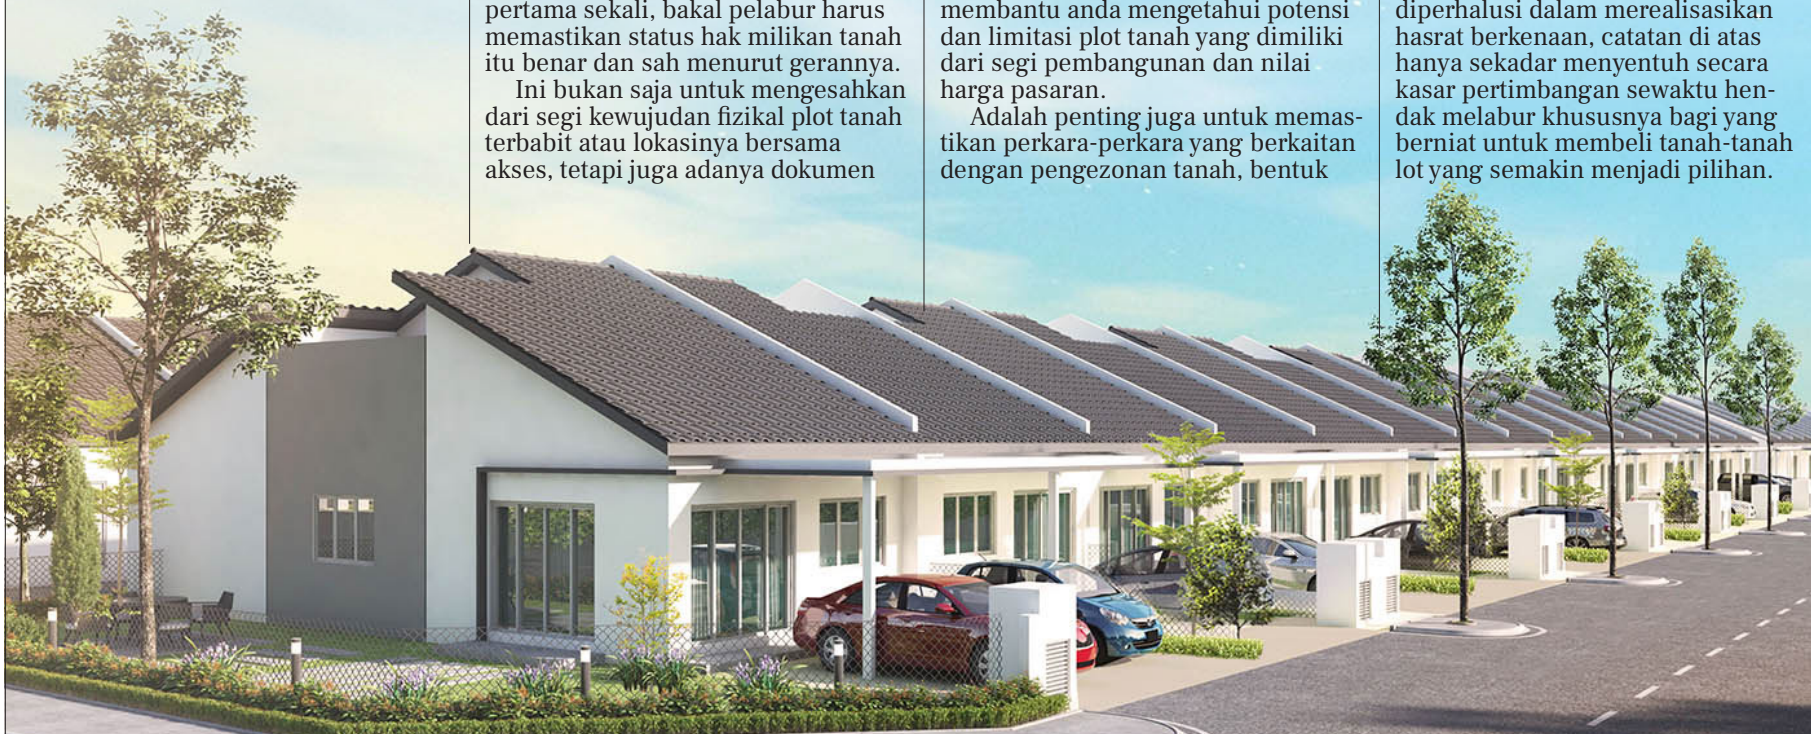 pertama sekali, bakal pelabur harus
memastikan status hak milikan tanah
itu benar dan sah menurut gerannya.
Ini bukan saja untuk mengesahkan
dari segi kewujudan fizikal plot tanah
terbabit atau lokasinya bersama
akses, tetapi juga adanya dokumen
membantu anda mengetahui potensi
dan limitasi plot tanah yang dimiliki
dari segi pembangunan dan nilai
harga pasaran.
Adalah penting juga untuk memas-
tikan perkara-perkara yang berkaitan
dengan pengezonan tanah, bentuk
diperhalusi dalam merealisasikan
hasrat berkenaan, catatan di atas
hanya sekadar menyentuh secara
kasar pertimbangan sewaktu hen-
dak melabur khususnya bagi yang
berniat untuk membeli tanah-tanah
lot yang semakin menjadi pilihan.